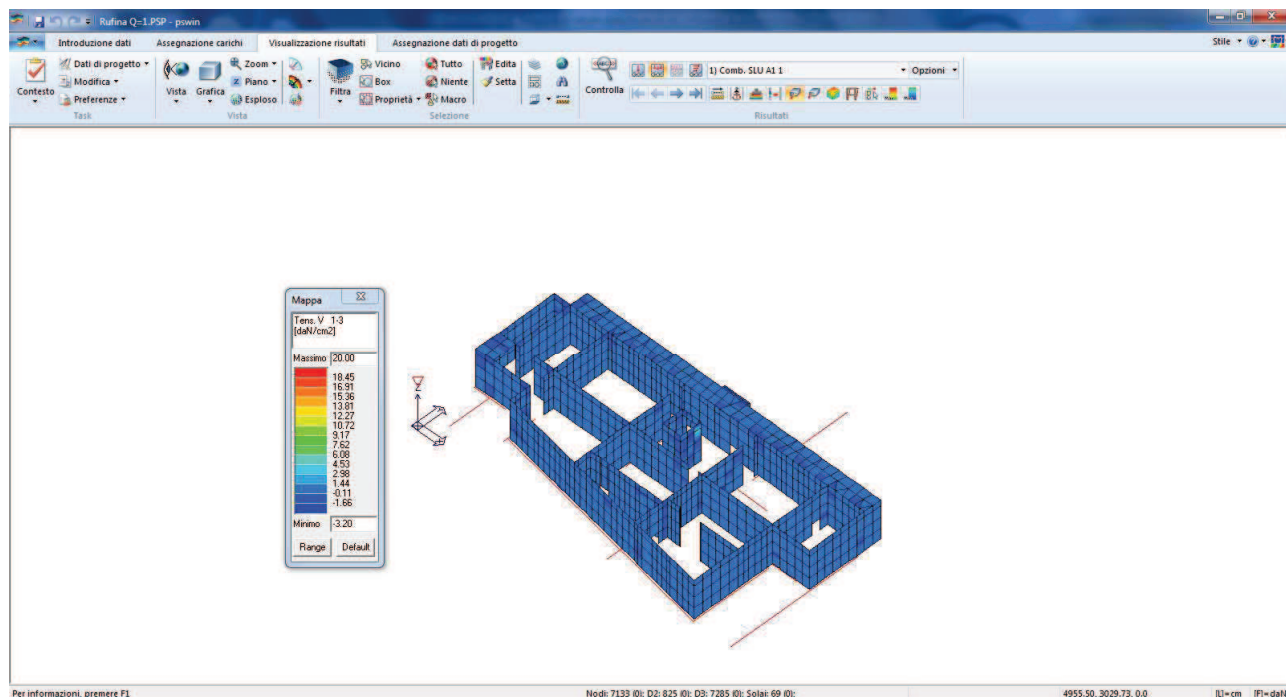 Rufina Q=1.PSP - pswin
Introduzione dati
Assegnazione carichi
Visualizzazione risultati
Assegnazione dati di progetto
Stile
Contesto
Dati di progetto
Modifica
Preferenze
Task
Vista
Grafica
Zoom
Piano
Esploso
Vista
Filtra
Vicino
Box
Proprietà
Tutto
Niente
Macro
Edita
Setta
Selezione
Controlla
1) Comb. SLU A1 1
Opzioni
Risultati
Mappa
Tens. V 1-3
[daN/cm2]
Massimo 20.00
18.45
16.91
15.36
13.81
12.27
10.72
9.17
7.62
6.08
4.53
2.98
1.44
-0.11
-1.66
Minimo -3.20
Range
Default
Z
Per informazioni, premere F1
Nodi: 7133 (0); D2: 825 (0); D3: 7285 (0); Solai: 69 (0);
4955.50, 3029.73, 0.0
[L]=cm
[F]=daN